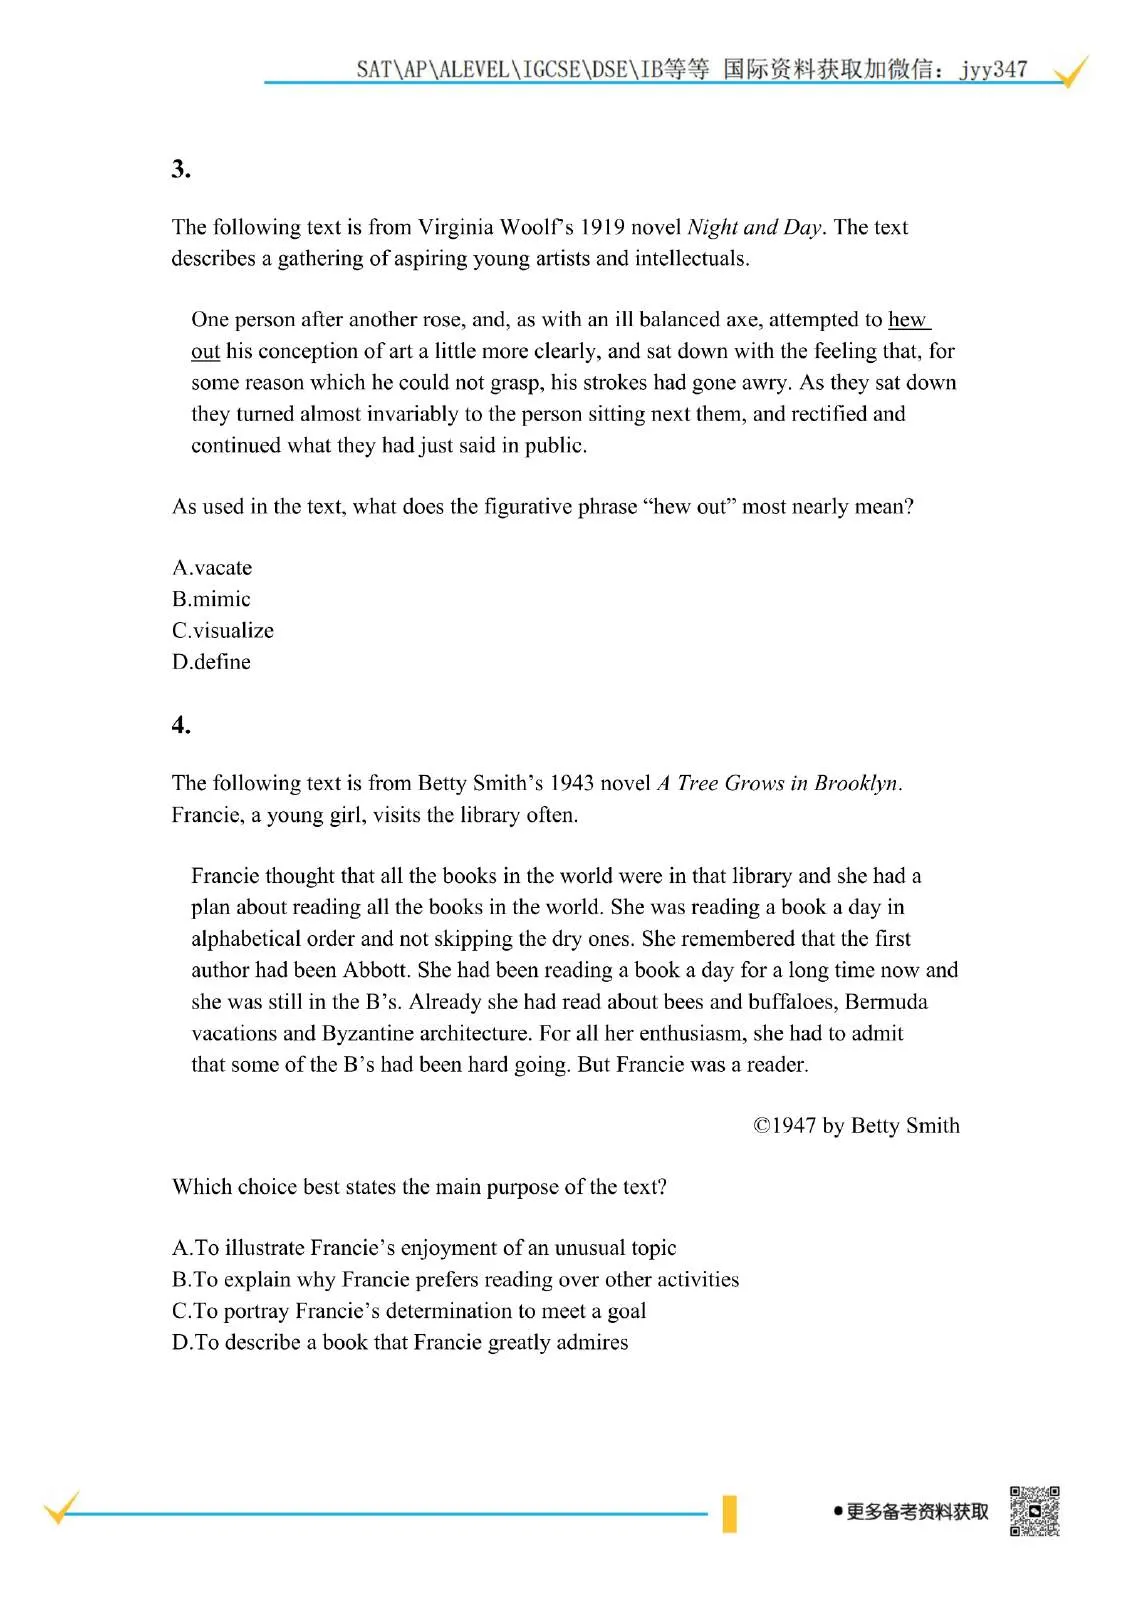 SAT\AP\ALEVEL\IGCSE\DSE\IB等等 国际资料获取加微信：jyy347
3.
The following text is from Virginia Woolf’s 1919 novel Night and Day. The text
describes a gathering of aspiring young artists and intellectuals.
One person after another rose, and, as with an ill balanced axe, attempted to hew
out his conception of art a little more clearly, and sat down with the feeling that, for
some reason which he could not grasp, his strokes had gone awry. As they sat down
they turned almost invariably to the person sitting next them, and rectified and
continued what they had just said in public.
As used in the text, what does the figurative phrase “hew out” most nearly mean?
A.vacate
B.mimic
C.visualize
D.define
4.
The following text is from Betty Smith’s 1943 novel A Tree Grows in Brooklyn.
Francie, a young girl, visits the library often.
Francie thought that all the books in the world were in that library and she had a
plan about reading all the books in the world. She was reading a book a day in
alphabetical order and not skipping the dry ones. She remembered that the first
author had been Abbott. She had been reading a book a day for a long time now and
she was still in the B’s. Already she had read about bees and buffaloes, Bermuda
vacations and Byzantine architecture. For all her enthusiasm, she had to admit
that some of the B’s had been hard going. But Francie was a reader.
©1947 by Betty Smith
Which choice best states the main purpose of the text?
A.To illustrate Francie’s enjoyment of an unusual topic
B.To explain why Francie prefers reading over other activities
C.To portray Francie’s determination to meet a goal
D.To describe a book that Francie greatly admires
•更多备考资料获取